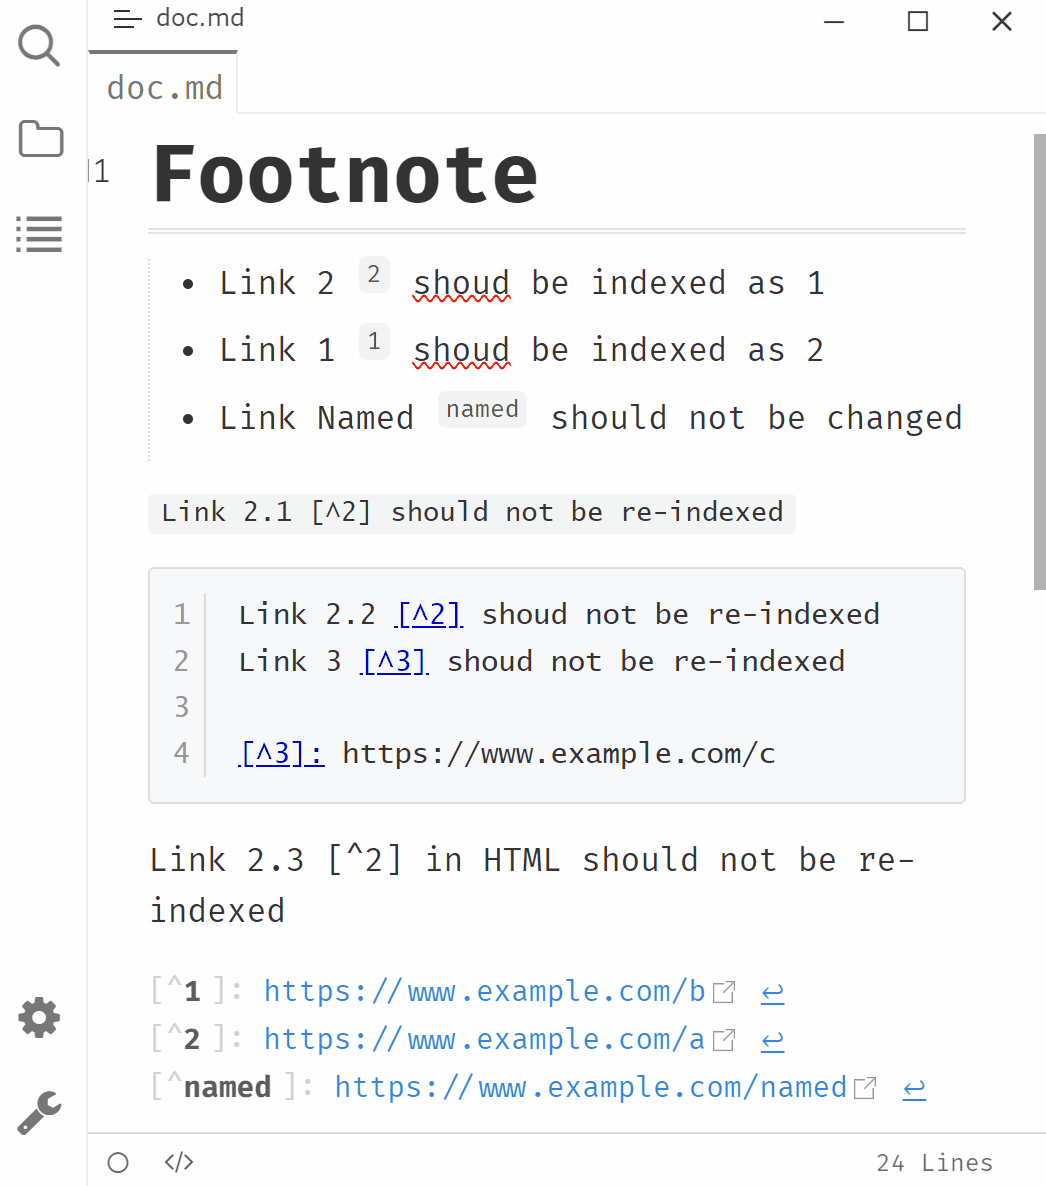 doc.md
doc.md
1
Footnote
• Link 2 2 shoud be indexed as 1
• Link 1 1 shoud be indexed as 2
• Link Named named should not be changed
Link 2.1 [^2] should not be re-indexed
1 Link 2.2 [^2] shoud not be re-indexed
2 Link 3 [^3] shoud not be re-indexed
3
4 [^3]: https://www.example.com/c
Link 2.3 [^2] in HTML should not be re-
indexed
[^1 ]: https://www.example.com/b ↩
[^2 ]: https://www.example.com/a ↩
[^named ]: https://www.example.com/named ↩
</> 24 Lines